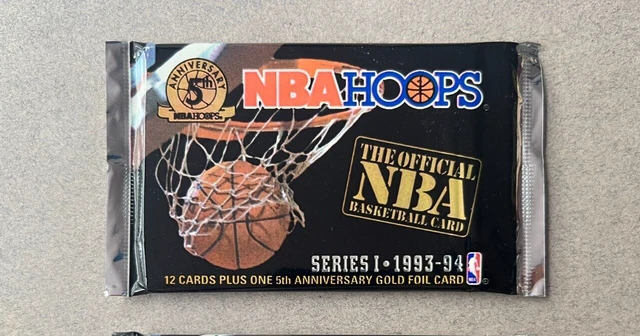 ANNIVERSARY
5th
NBA HOOPS
NBA HOOPS
THE OFFICIAL
NBA
BASKETBALL CARD
SERIES I • 1993-94
12 CARDS PLUS ONE 5th ANNIVERSARY GOLD FOIL CARD